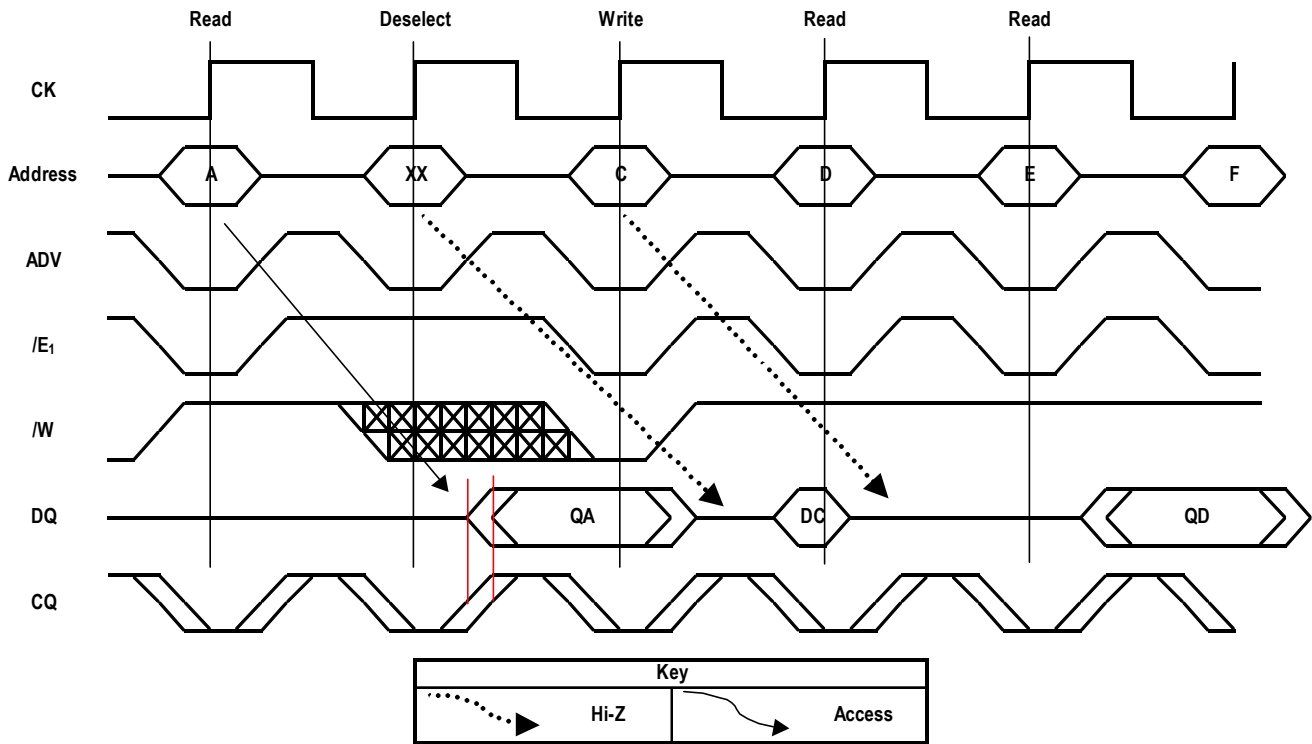 Read Deselect Write Read Read
CK
Address A XX C D E F
ADV
/E1
/W
DQ QA DC QD
CQ
Key
Hi-Z Access